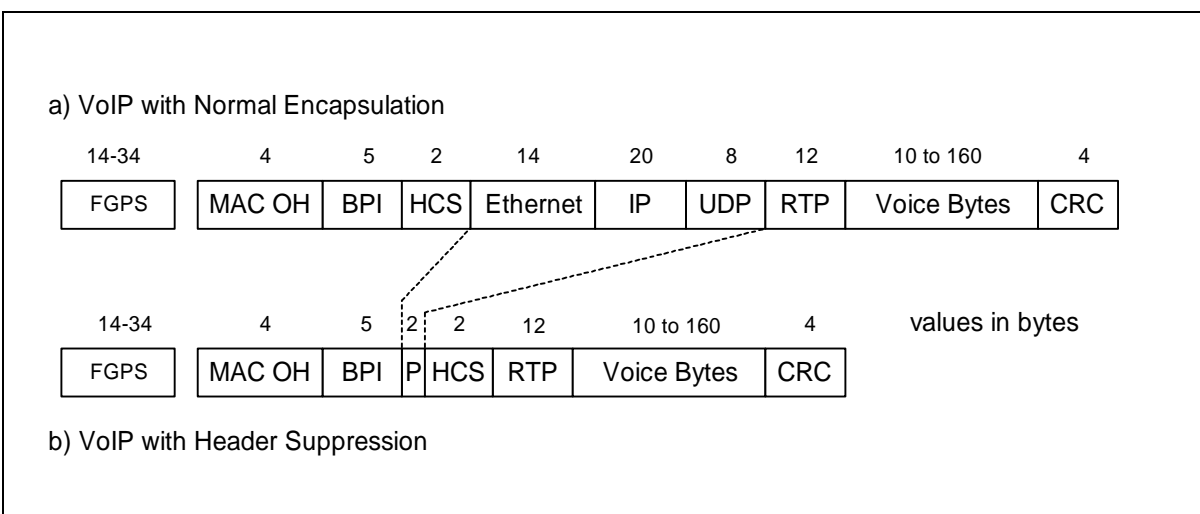 a) VoIP with Normal Encapsulation
14-34 4 5 2 14 20 8 12 10 to 160 4
FGPS MAC OH BPI HCS Ethernet IP UDP RTP Voice Bytes CRC
14-34 4 5 2 2 12 10 to 160 4 values in bytes
FGPS MAC OH BPI P HCS RTP Voice Bytes CRC
b) VoIP with Header Suppression